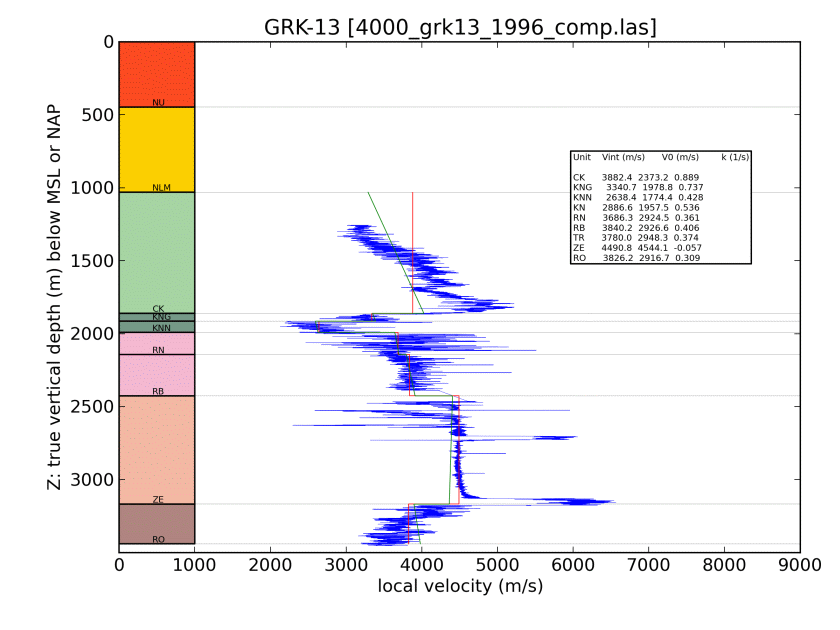 GRK-13 [4000_grk13_1996_comp.las]
0
500
1000
1500
2000
2500
3000
Z: true vertical depth (m) below MSL or NAP
NU
NLM
CK
KNG
KNN
RN
RB
ZE
RO
Unit Vint (m/s) V0 (m/s) k (1/s)
CK 3882.4 2373.2 0.889
KNG 3340.7 1978.8 0.737
KNN 2638.4 1774.4 0.428
KN 2886.6 1957.5 0.536
RN 3686.3 2924.5 0.361
RB 3840.2 2926.6 0.406
TR 3780.0 2948.3 0.374
ZE 4490.8 4544.1 -0.057
RO 3826.2 2916.7 0.309
0 1000 2000 3000 4000 5000 6000 7000 8000 9000
local velocity (m/s)